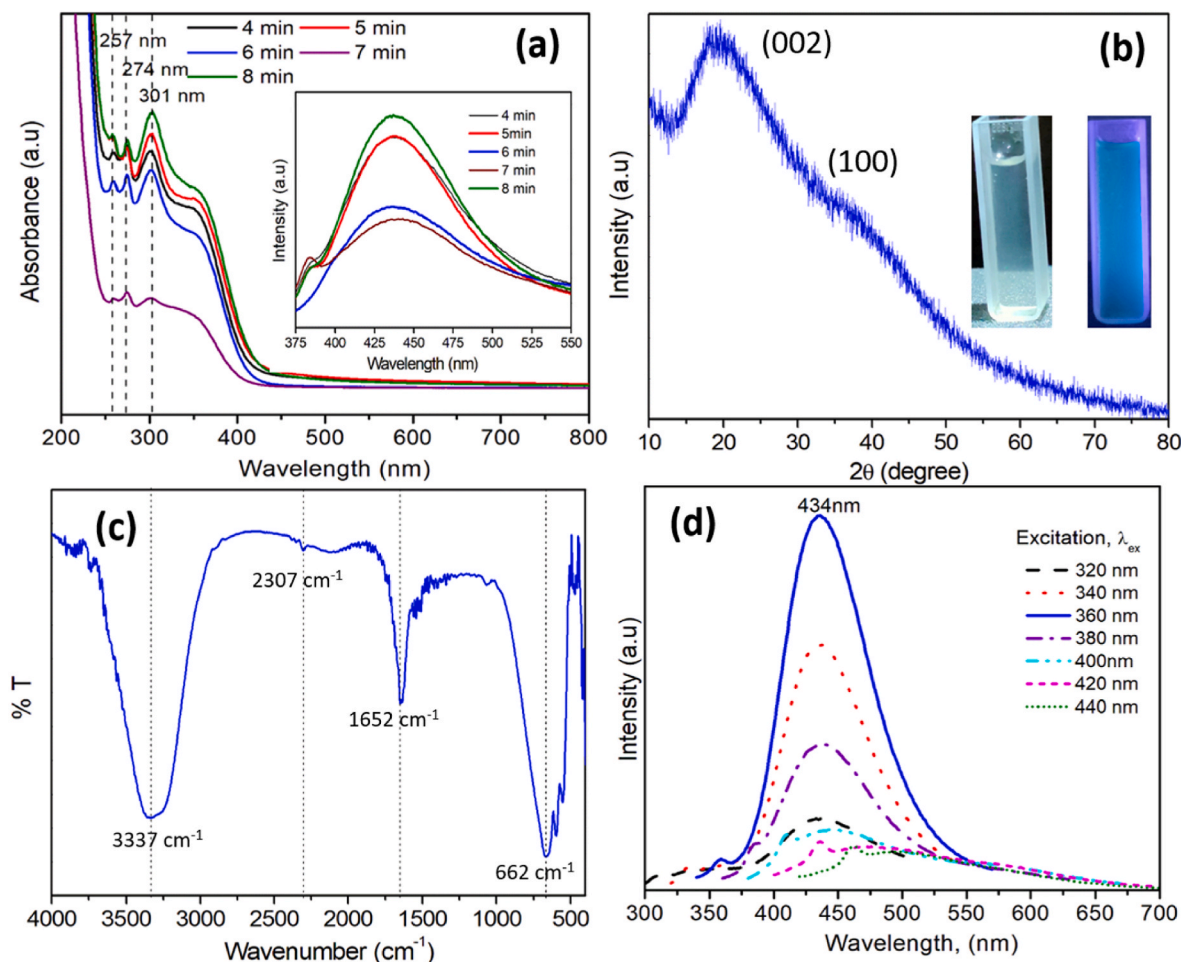 (a)
257 nm
274 nm
301 nm
4 min
5 min
6 min
7 min
8 min
Absorbance (a.u)
200 300 400 500 600 700 800
Wavelength (nm)
4 min
5min
6 min
7 min
8 min
Intensity (a.u)
375 400 425 450 475 500 525 550
Wavelength (nm)
(b)
(002)
(100)
Intensity (a.u)
10 20 30 40 50 60 70 80
2θ (degree)
(c)
2307 cm⁻¹
1652 cm⁻¹
3337 cm⁻¹
662 cm⁻¹
% T
4000 3500 3000 2500 2000 1500 1000 500
Wavenumber (cm⁻¹)
(d)
434nm
Excitation, λex
320 nm
340 nm
360 nm
380 nm
400nm
420 nm
440 nm
Intensity (a.u)
300 350 400 450 500 550 600 650 700
Wavelength, (nm)